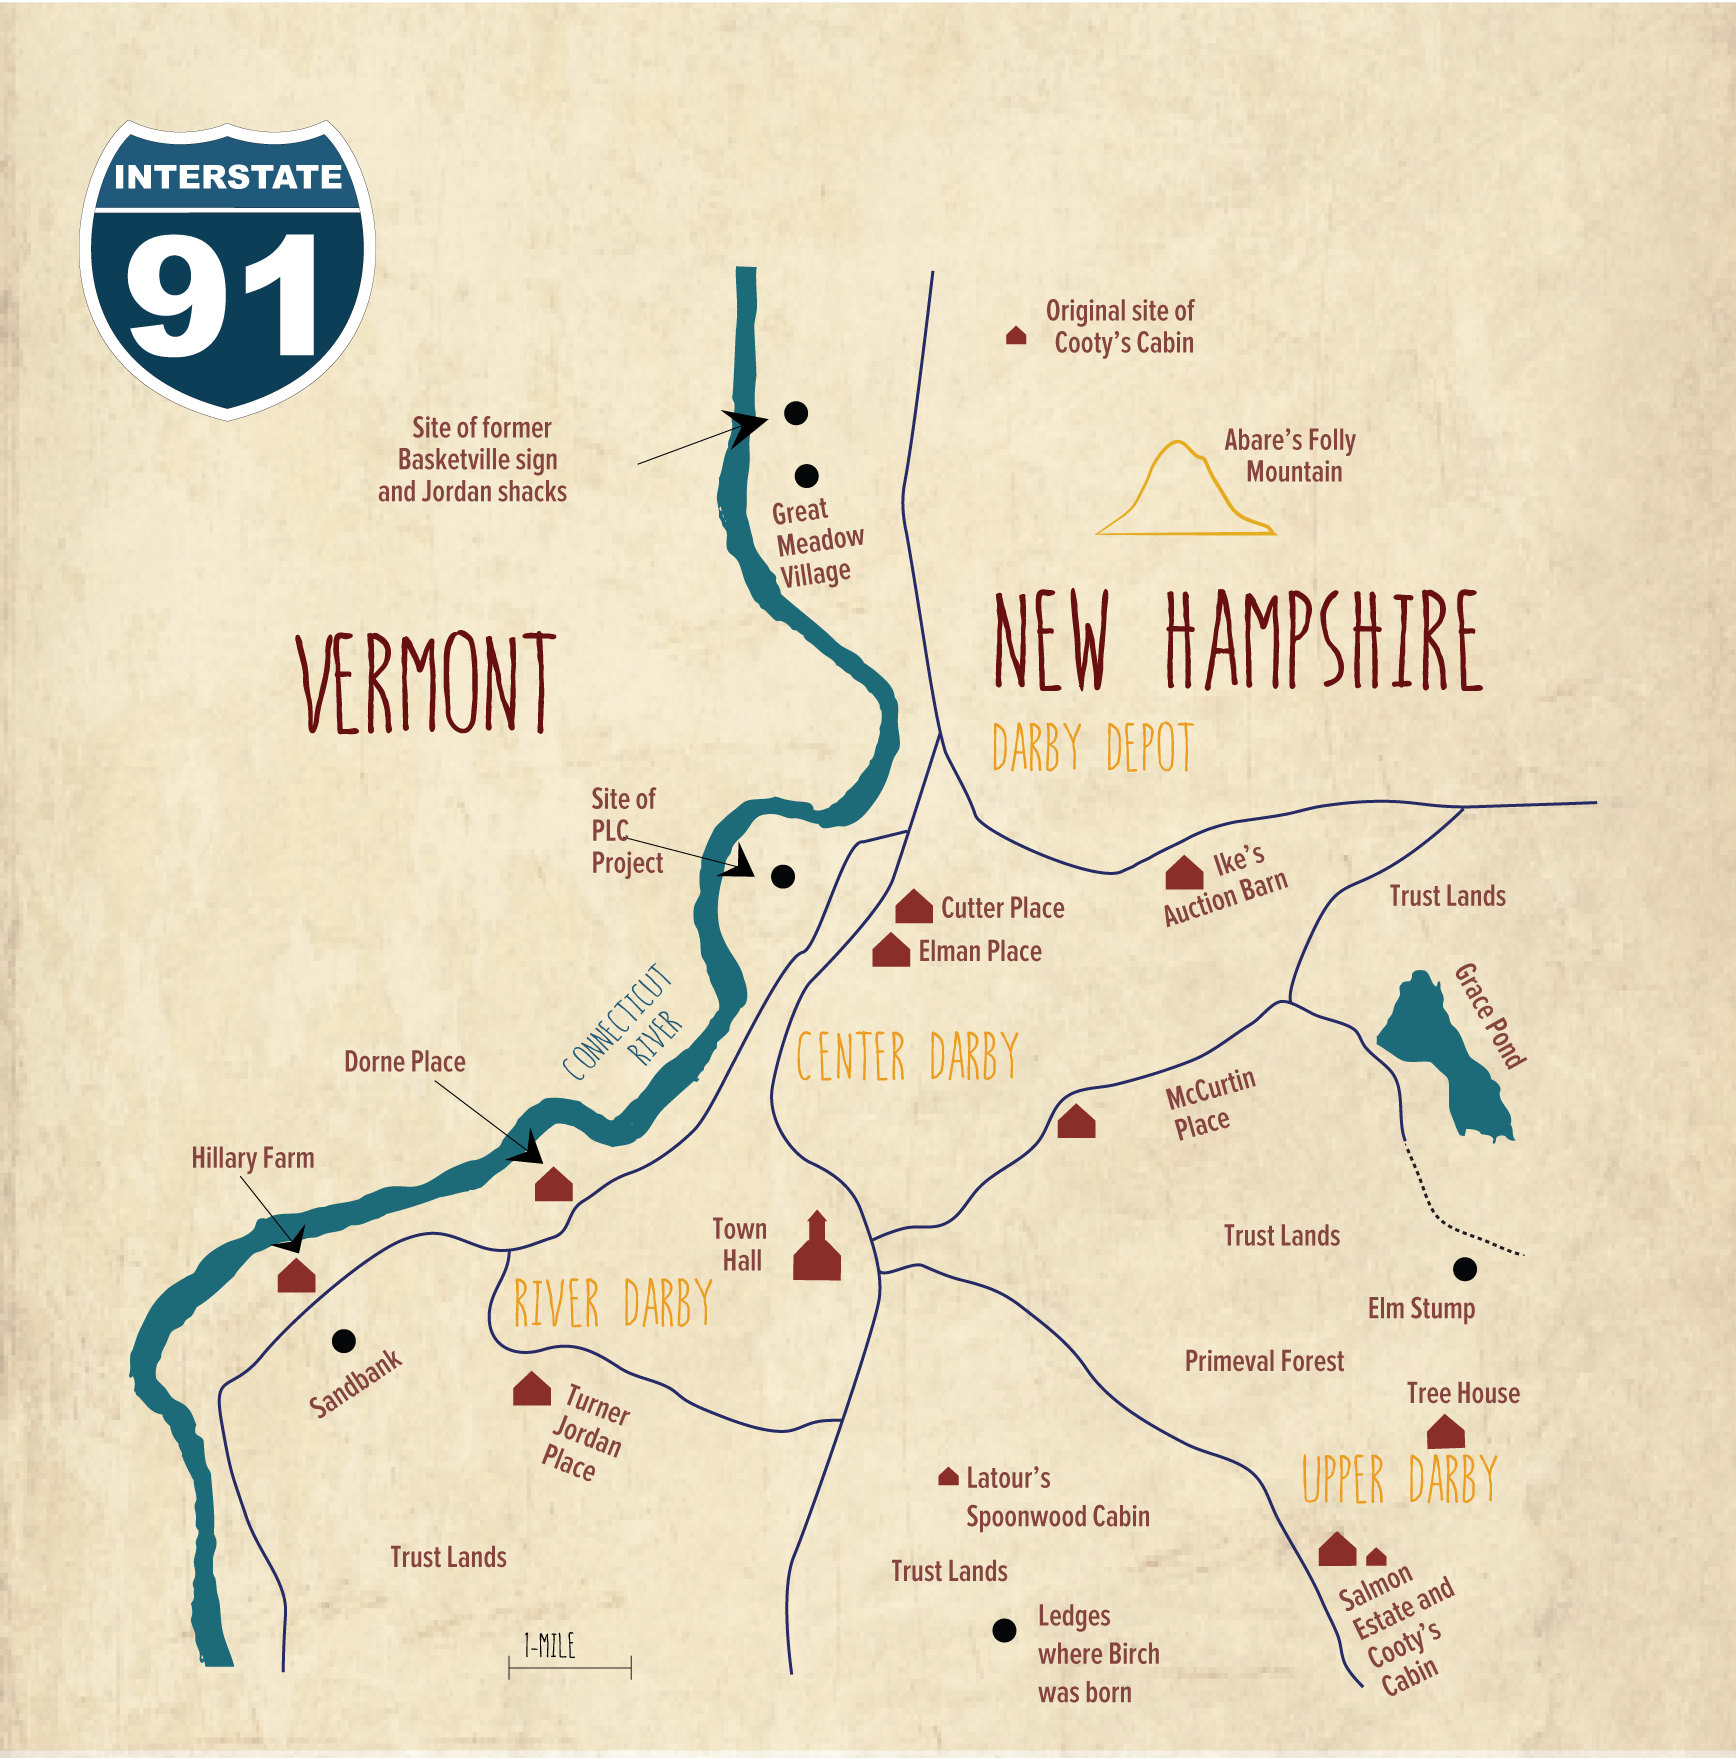 INTERSTATE
91
Original site of
Cooty's Cabin
Site of former
Basketville sign
and Jordan shacks
Abare's Folly
Mountain
Great
Meadow
Village
VERMONT
NEW HAMPSHIRE
DARBY DEPOT
Site of
PLC
Project
Ike's
Auction Barn
Trust Lands
Cutter Place
Elman Place
Grace Pond
CONNECTICUT
RIVER
CENTER DARBY
Dorne Place
McCurtin
Place
Hillary Farm
Town
Hall
Trust Lands
RIVER DARBY
Elm Stump
Sandbank
Primeval Forest
Tree House
Turner
Jordan
Place
UPPER DARBY
Latour's
Spoonwood Cabin
Trust Lands
Trust Lands
Salmon
Estate and
Cooty's
Cabin
Ledges
where Birch
was born
1-MILE